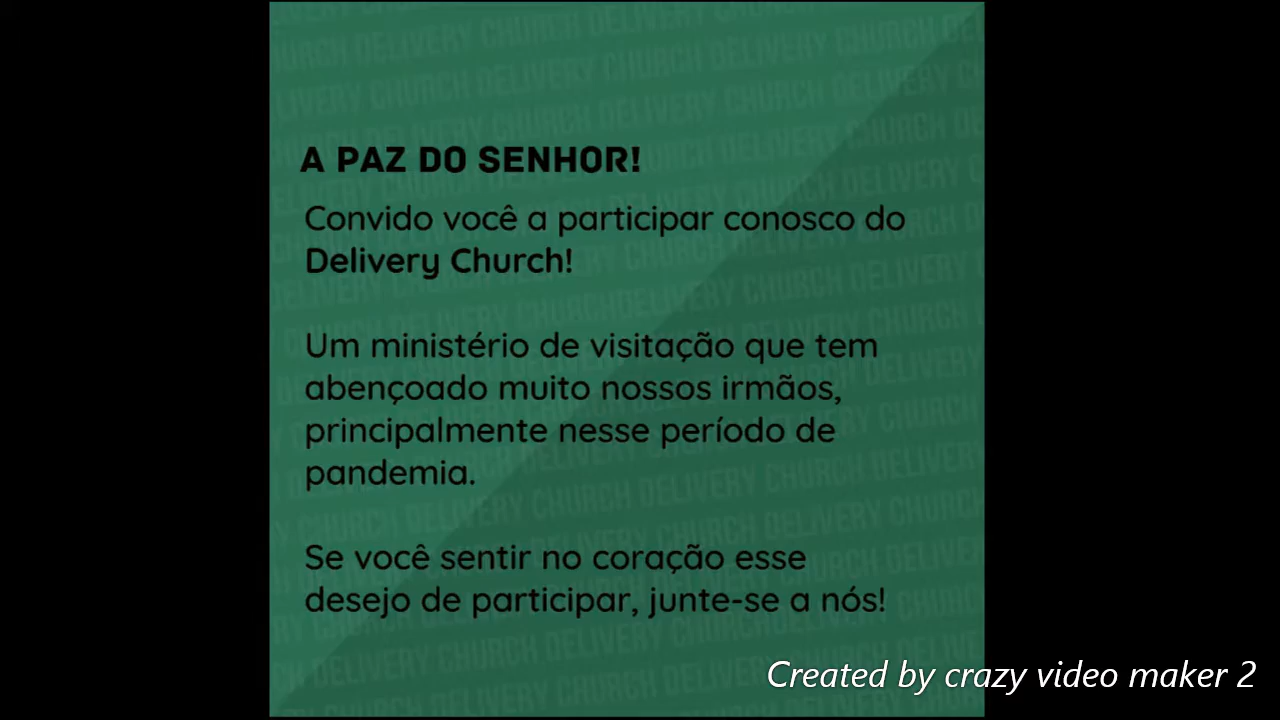 A PAZ DO SENHOR!
Convido você a participar conosco do
Delivery Church!
Um ministério de visitação que tem
abençoado muito nossos irmãos,
principalmente nesse período de
pandemia.
Se você sentir no coração esse
desejo de participar, junte-se a nós!
Created by crazy video maker 2